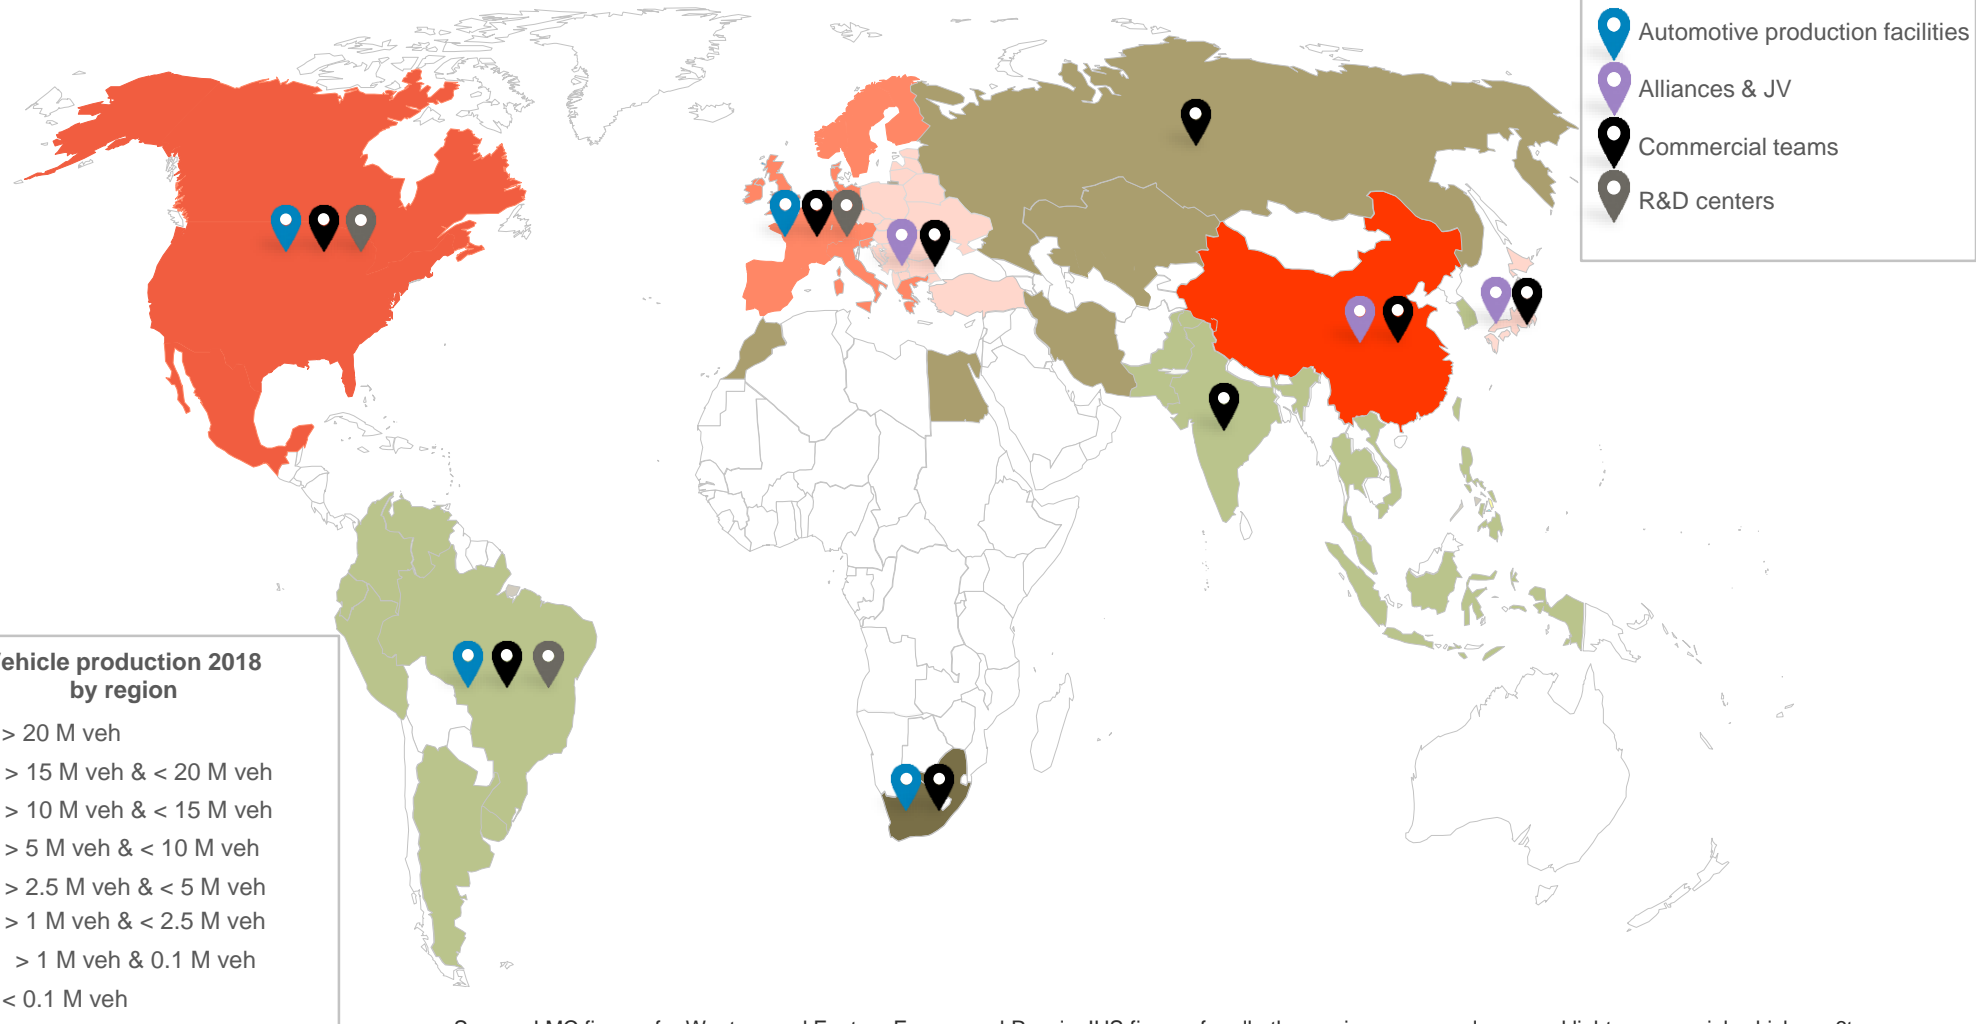 Automotive production facilities
Alliances & JV
Commercial teams
R&D centers
production 2018
by region
> 20 M veh
> 15 M veh & < 20 M veh
> 10 M veh & < 15 M veh
> 5 M veh & < 10 M veh
> 2.5 M veh & < 5 M veh
> 1 M veh & < 2.5 M veh
> 1 M veh & 0.1 M veh
< 0.1 M veh